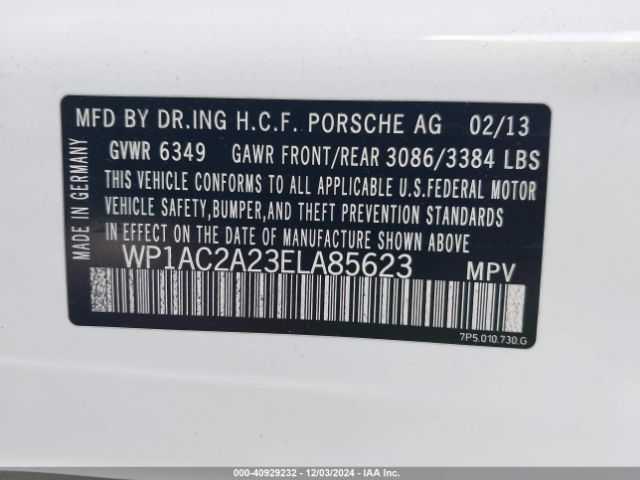 MFD BY DR.ING H.C.F. PORSCHE AG 02/13
GVWR 6349 GAWR FRONT/REAR 3086/3384 LBS
THIS VEHICLE CONFORMS TO ALL APPLICABLE U.S.FEDERAL MOTOR
VEHICLE SAFETY,BUMPER,AND THEFT PREVENTION STANDARDS
IN EFFECT ON THE DATE OF MANUFACTURE SHOWN ABOVE
WP1AC2A23ELA85623 MPV
MADE IN GERMANY
7P5.010.730.G
000-40929232 - 12/03/2024 - IAAI.COM